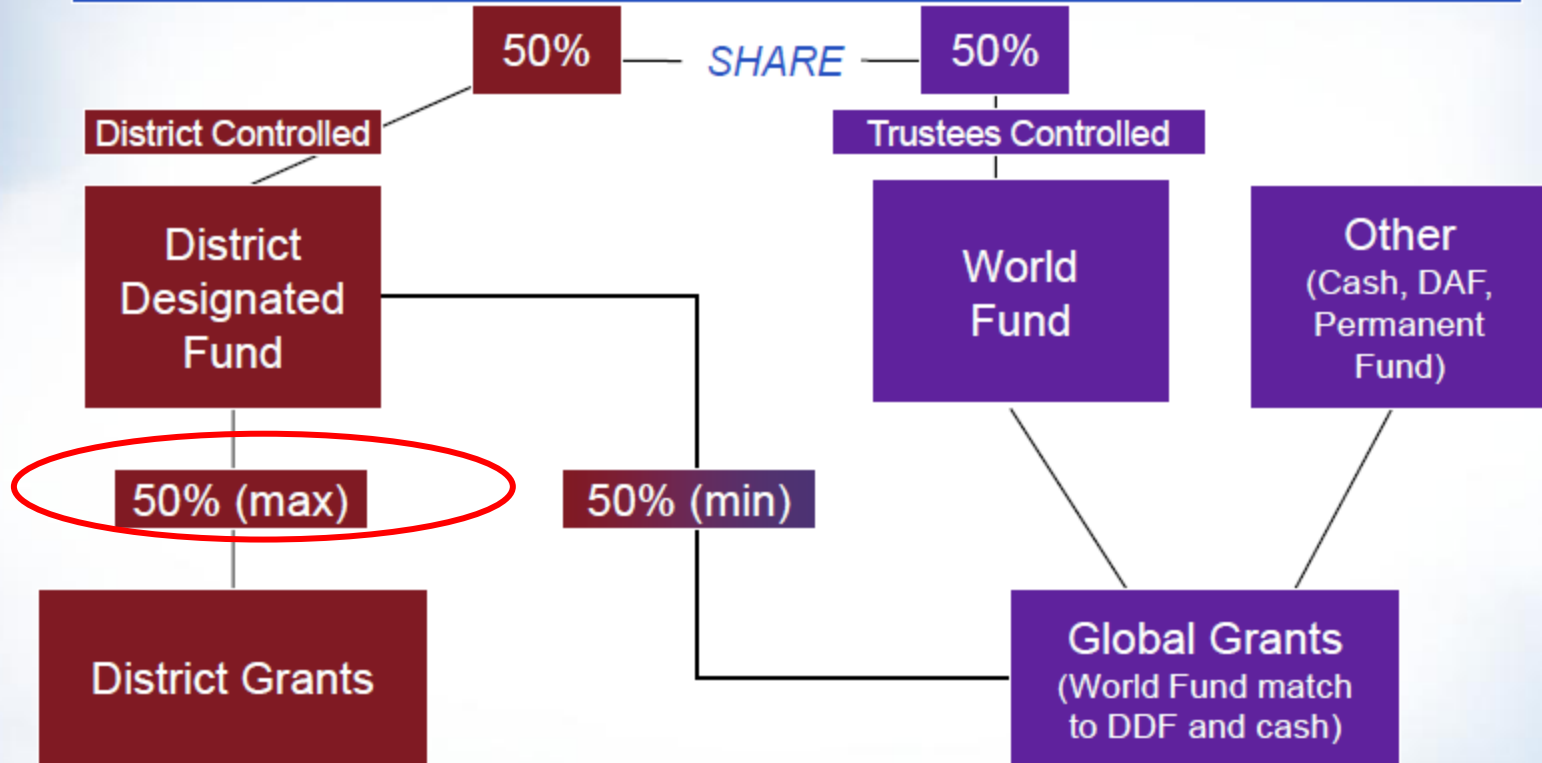 50%
SHARE
50%
District Controlled
Trustees Controlled
District
Designated
Fund
World
Fund
Other
(Cash, DAF,
Permanent
Fund)
50% (max)
50% (min)
District Grants
Global Grants
(World Fund match
to DDF and cash)